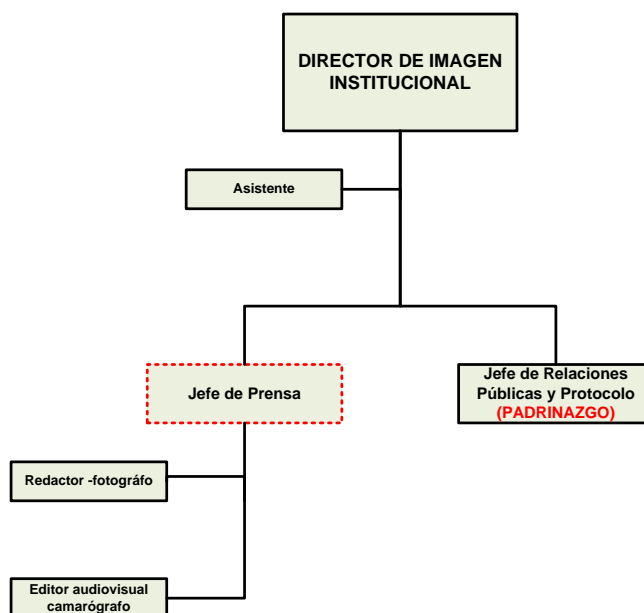 DIRECTOR DE IMAGEN
INSTITUCIONAL
Asistente
Jefe de Prensa
Jefe de Relaciones
Públicas y Protocolo
(PADRINAZGO)
Redactor -fotográfo
Editor audiovisual
camarógrafo